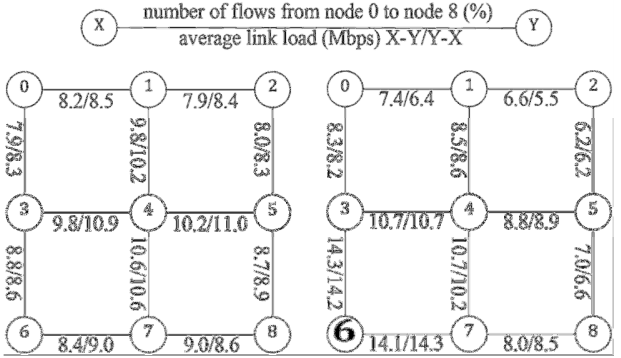 number of flows from node 0 to node 8 (%)
X Y
average link load (Mbps) X-Y/Y-X
0 1 2 0 1 2
8.2/8.5 7.9/8.4 7.4/6.4 6.6/5.5
7.9/8.3 9.8/10.2 8.0/8.3 8.3/8.2 8.5/8.6 6.2/6.2
3 4 5 3 4 5
9.8/10.9 10.2/11.0 10.7/10.7 8.8/8.9
8.8/8.6 10.6/10.6 8.7/8.9 14.3/14.2 10.7/10.2 7.0/6.6
6 7 8 6 7 8
8.4/9.0 9.0/8.6 14.1/14.3 8.0/8.5